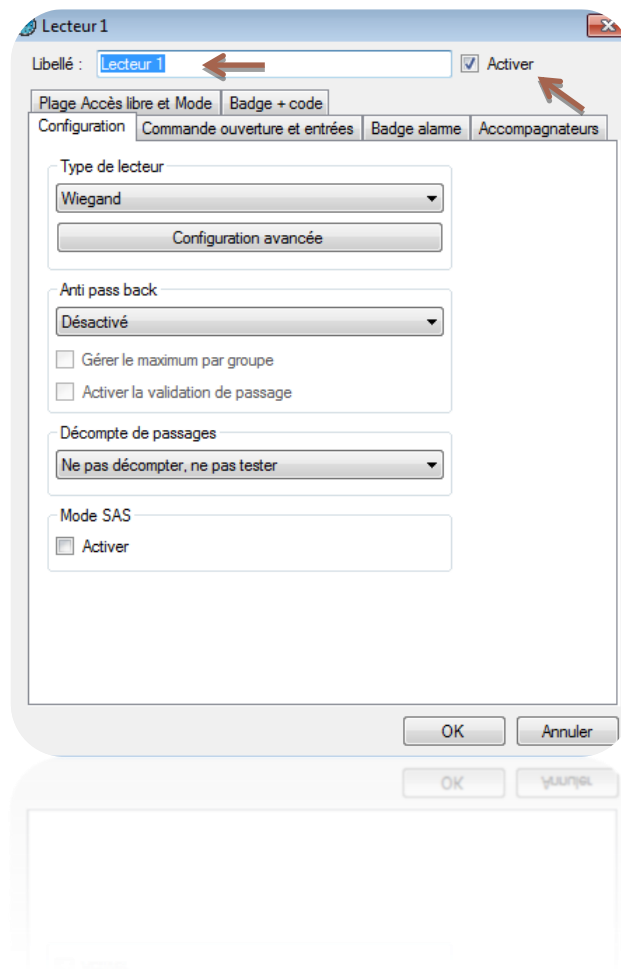 Lecteur 1
Libellé : Lecteur 1 Activer
Plage Accès libre et Mode Badge + code
Configuration Commande ouverture et entrées Badge alarme Accompagnateurs
Type de lecteur
Wiegand
Configuration avancée
Anti pass back
Désactivé
Gérer le maximum par groupe
Activer la validation de passage
Décompte de passages
Ne pas décompter, ne pas tester
Mode SAS
Activer
OK Annuler
OK Annuler